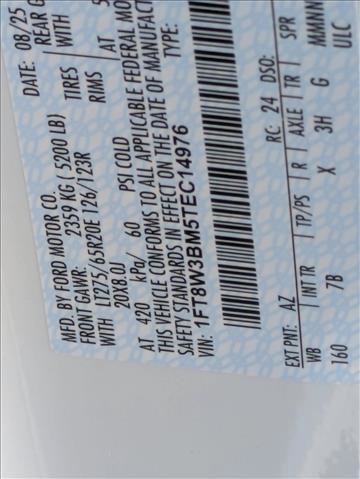 MFD. BY FORD MOTOR CO.
DATE: 08/25
FRONT GAWR: 2359 KG ( 5200 LB)
REAR G
WITH
WITH
LT275/65R20E 126/123R
TIRES
20X8.0J
RIMS
AT 420 kPa/ 60 PSI COLD
AT 5
THIS VEHICLE CONFORMS TO ALL APPLICABLE FEDERAL MO
SAFETY STANDARDS IN EFFECT ON THE DATE OF MANUFACT
VIN: 1FT8W3BM5TEC14976
TYPE:
EXT PNT: AZ
RC: 24 DSO:
WB | INT TR | TP/PS | R | AXLE | TR | SPR
160 7B X 3H G MMNNN
ULC